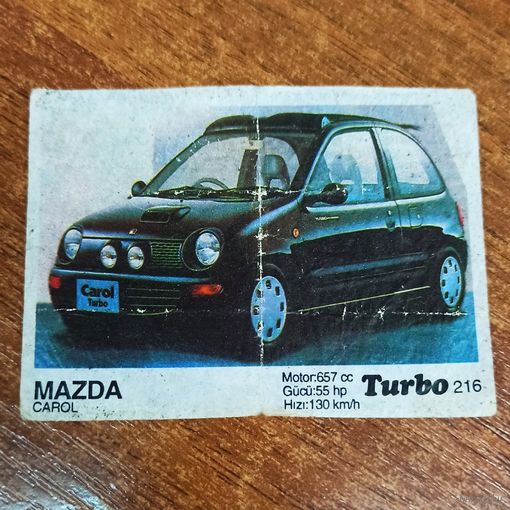 Carol
Turbo
MAZDA
CAROL
Motor:657 cc
Gücü:55 hp
Hızı:130 km/h
Turbo 216